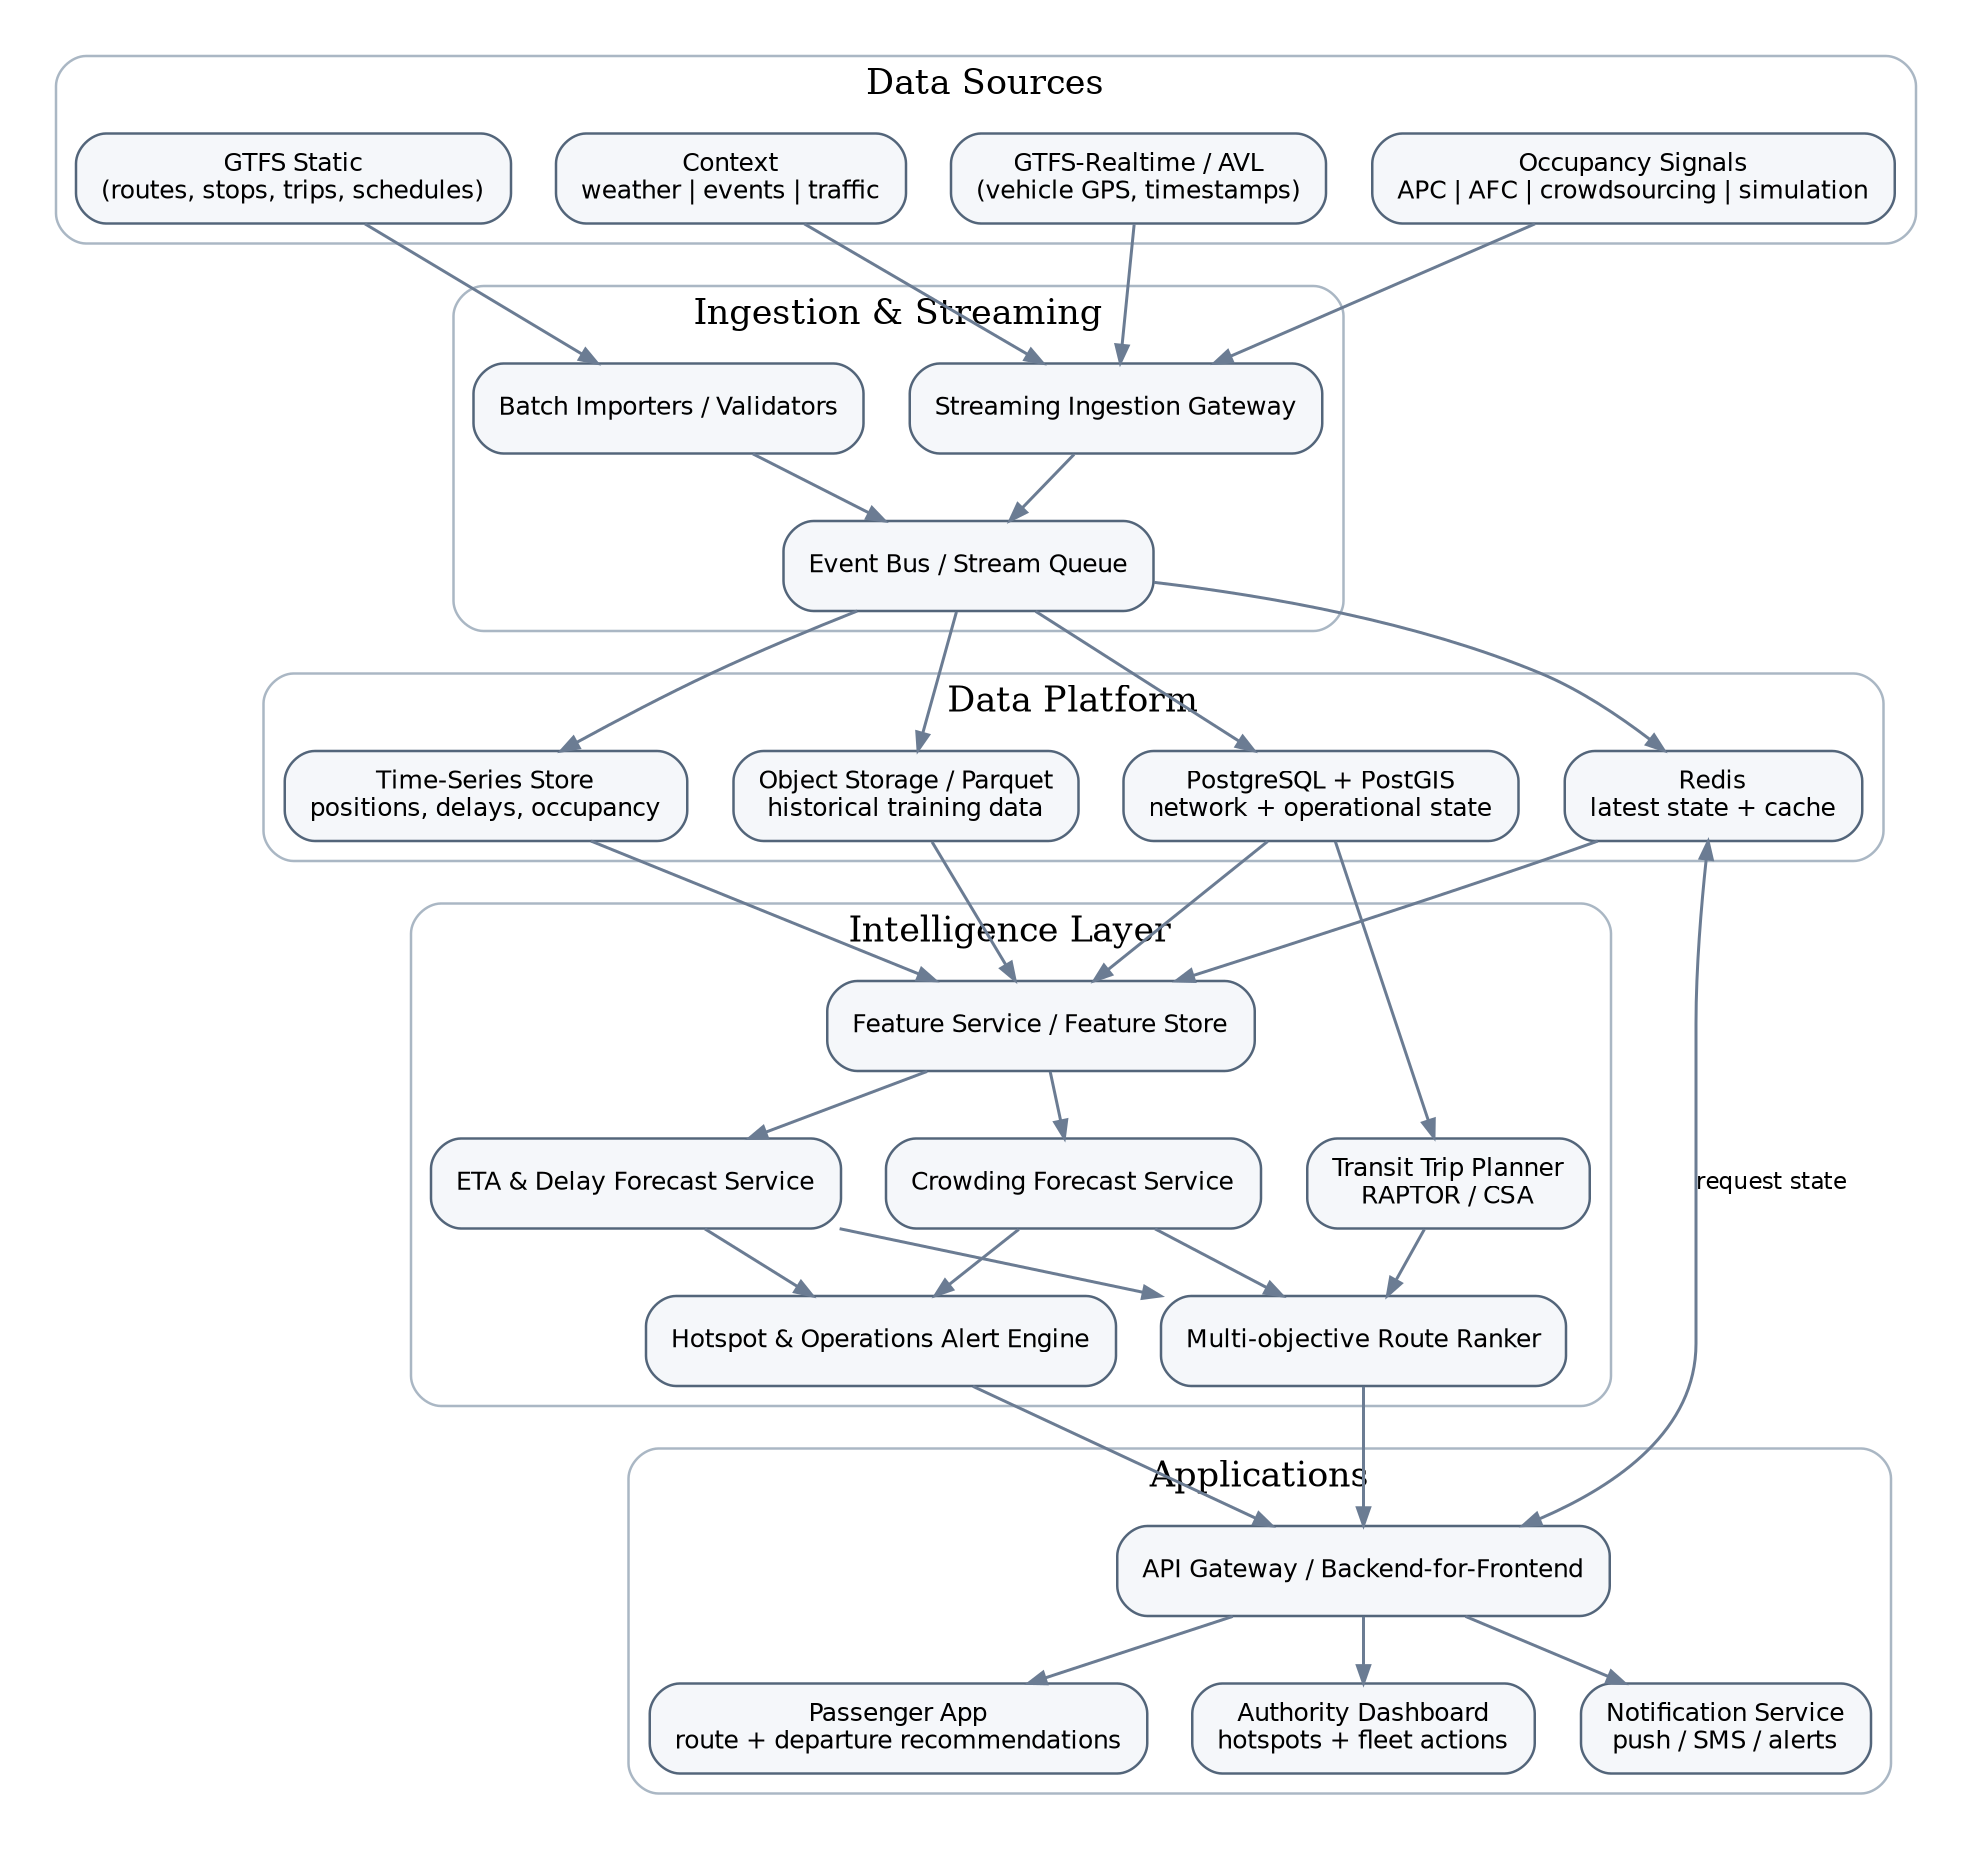 Data Sources
GTFS Static
(routes, stops, trips, schedules)
Context
weather | events | traffic
GTFS-Realtime / AVL
(vehicle GPS, timestamps)
Occupancy Signals
APC | AFC | crowdsourcing | simulation
Ingestion & Streaming
Batch Importers / Validators
Streaming Ingestion Gateway
Event Bus / Stream Queue
Data Platform
Time-Series Store
positions, delays, occupancy
Object Storage / Parquet
historical training data
PostgreSQL + PostGIS
network + operational state
Redis
latest state + cache
Intelligence Layer
Feature Service / Feature Store
ETA & Delay Forecast Service
Crowding Forecast Service
Transit Trip Planner
RAPTOR / CSA
request state
Hotspot & Operations Alert Engine
Multi-objective Route Ranker
Applications
API Gateway / Backend-for-Frontend
Passenger App
route + departure recommendations
Authority Dashboard
hotspots + fleet actions
Notification Service
push / SMS / alerts